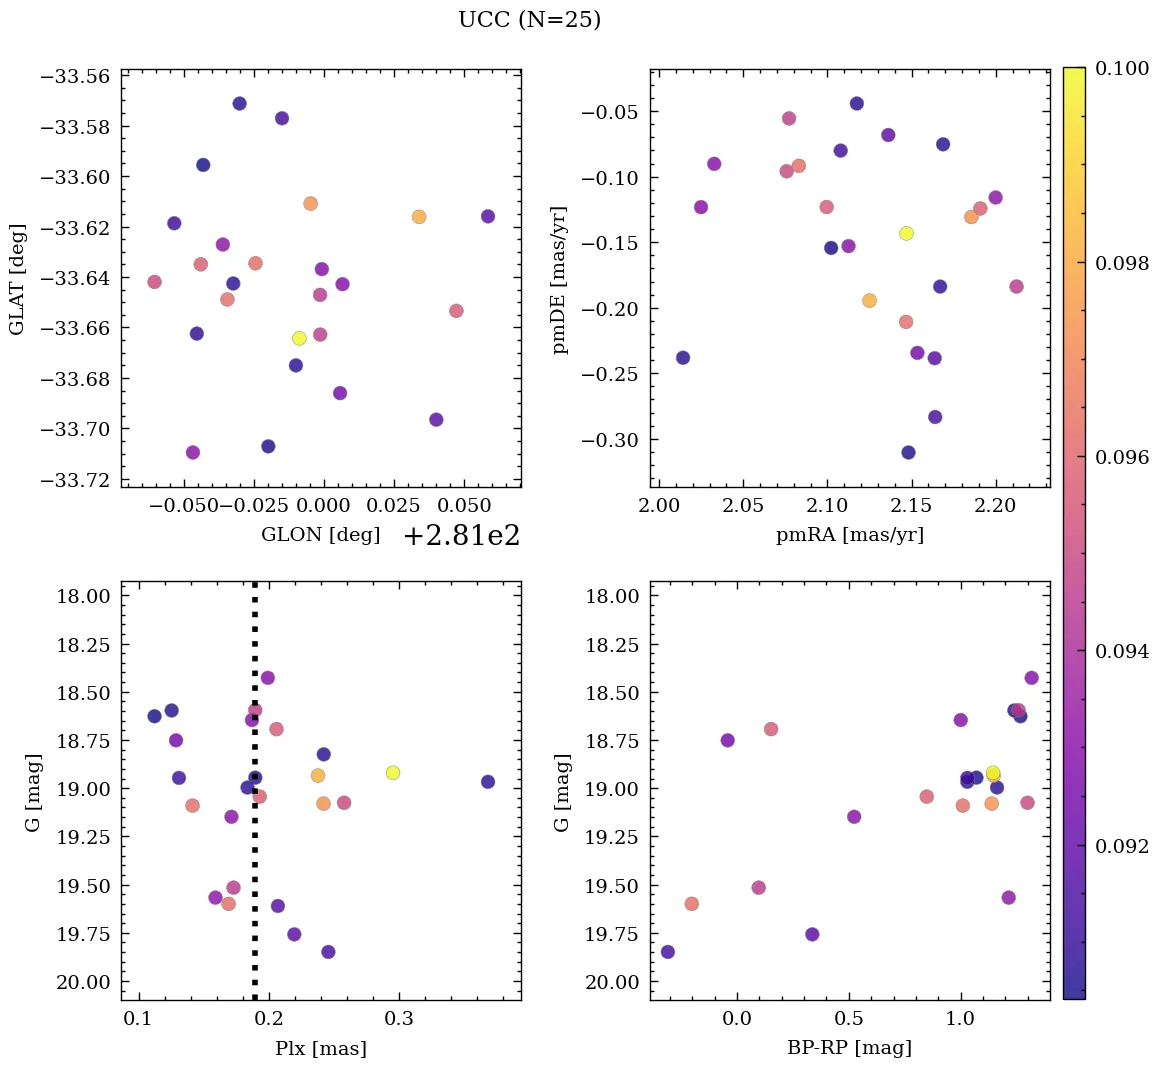 UCC (N=25)
−33.56
−33.58
−33.60
−33.62
−33.64
−33.66
−33.68
−33.70
−33.72
GLAT [deg]
−0.050 −0.025 0.000 0.025 0.050
GLON [deg]
+2.81e2
−0.05
−0.10
−0.15
−0.20
−0.25
−0.30
pmDE [mas/yr]
2.00 2.05 2.10 2.15 2.20
pmRA [mas/yr]
0.100
0.098
0.096
0.094
0.092
18.00
18.25
18.50
18.75
19.00
19.25
19.50
19.75
20.00
G [mag]
0.1 0.2 0.3
Plx [mas]
18.00
18.25
18.50
18.75
19.00
19.25
19.50
19.75
20.00
G [mag]
0.0 0.5 1.0
BP-RP [mag]